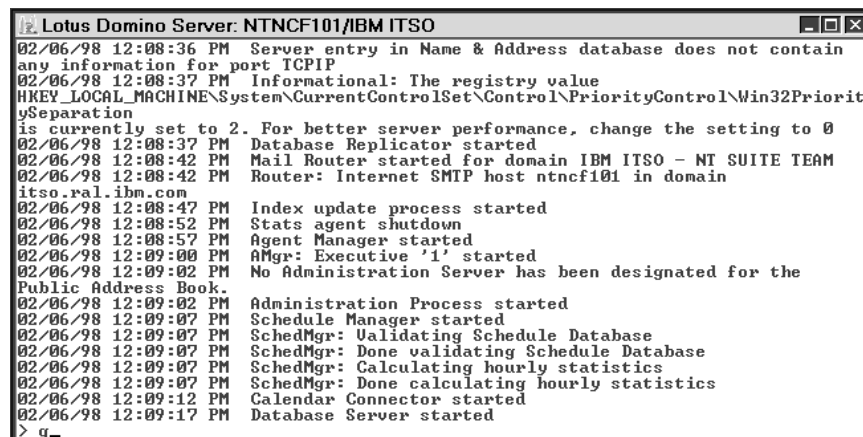 Lotus Domino Server: NTNCF101/IBM ITSO
02/06/98 12:08:36 PM  Server entry in Name & Address database does not contain
any information for port TCPIP
02/06/98 12:08:37 PM  Informational: The registry value
HKEY_LOCAL_MACHINE\System\CurrentControlSet\Control\PriorityControl\Win32Priorit
ySeparation
is currently set to 2. For better server performance, change the setting to 0
02/06/98 12:08:37 PM  Database Replicator started
02/06/98 12:08:42 PM  Mail Router started for domain IBM ITSO - NT SUITE TEAM
02/06/98 12:08:42 PM  Router: Internet SMTP host ntncf101 in domain
itso.ral.ibm.com
02/06/98 12:08:47 PM  Index update process started
02/06/98 12:08:52 PM  Stats agent shutdown
02/06/98 12:08:57 PM  Agent Manager started
02/06/98 12:09:00 PM  AMgr: Executive '1' started
02/06/98 12:09:02 PM  No Administration Server has been designated for the
Public Address Book.
02/06/98 12:09:02 PM  Administration Process started
02/06/98 12:09:07 PM  Schedule Manager started
02/06/98 12:09:07 PM  SchedMgr: Validating Schedule Database
02/06/98 12:09:07 PM  SchedMgr: Done validating Schedule Database
02/06/98 12:09:07 PM  SchedMgr: Calculating hourly statistics
02/06/98 12:09:07 PM  SchedMgr: Done calculating hourly statistics
02/06/98 12:09:12 PM  Calendar Connector started
02/06/98 12:09:17 PM  Database Server started
> q_